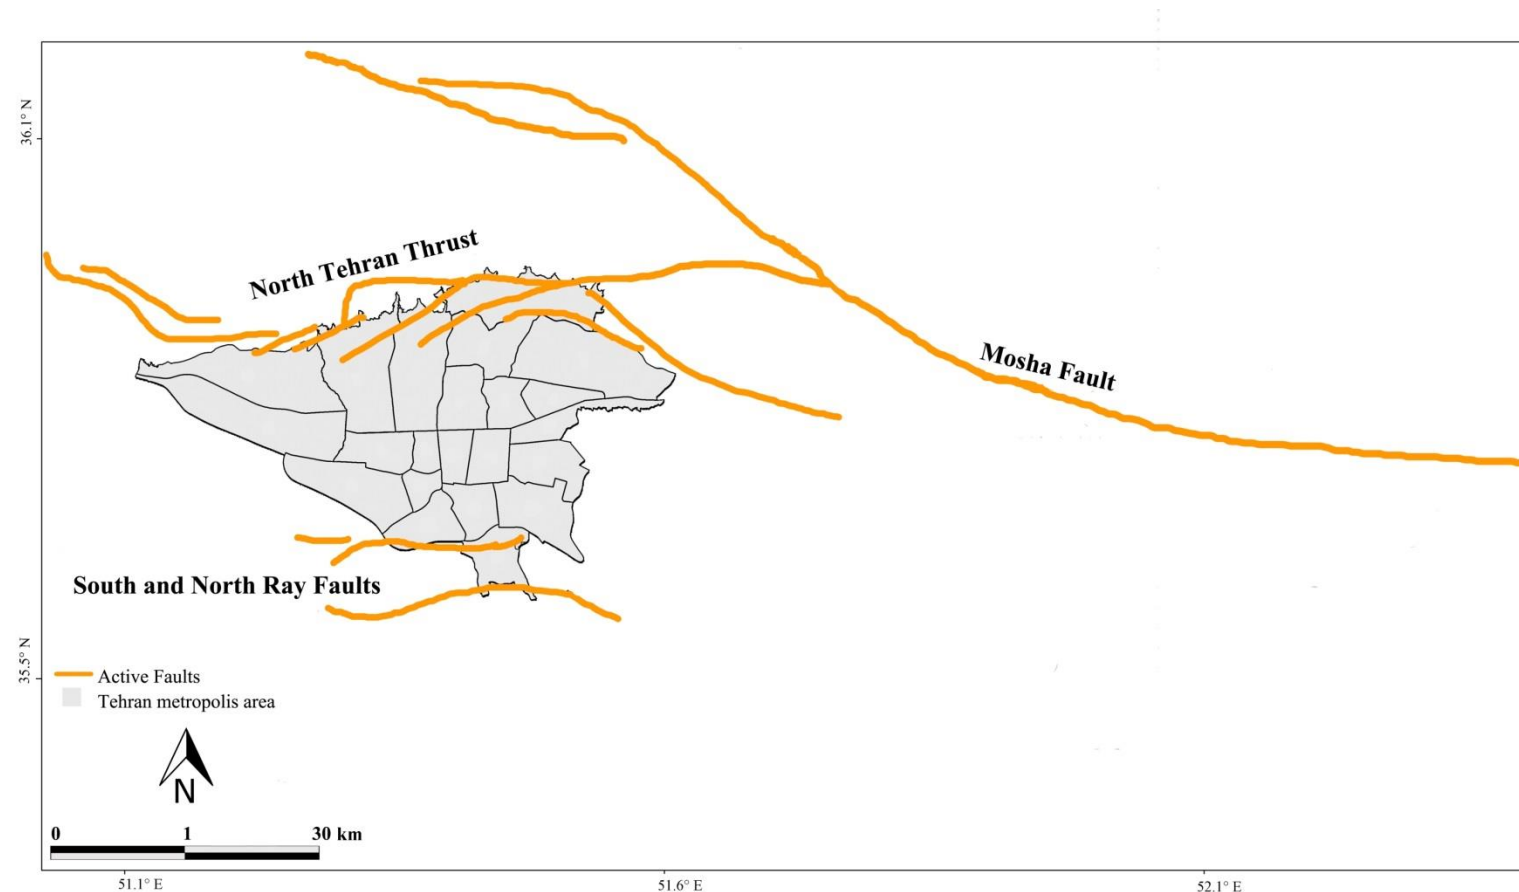 36.1° N
North Tehran Thrust
Mosha Fault
South and North Ray Faults
35.5° N
Active Faults
Tehran metropolis area
N
0 1 30 km
51.1° E 51.6° E 52.1° E